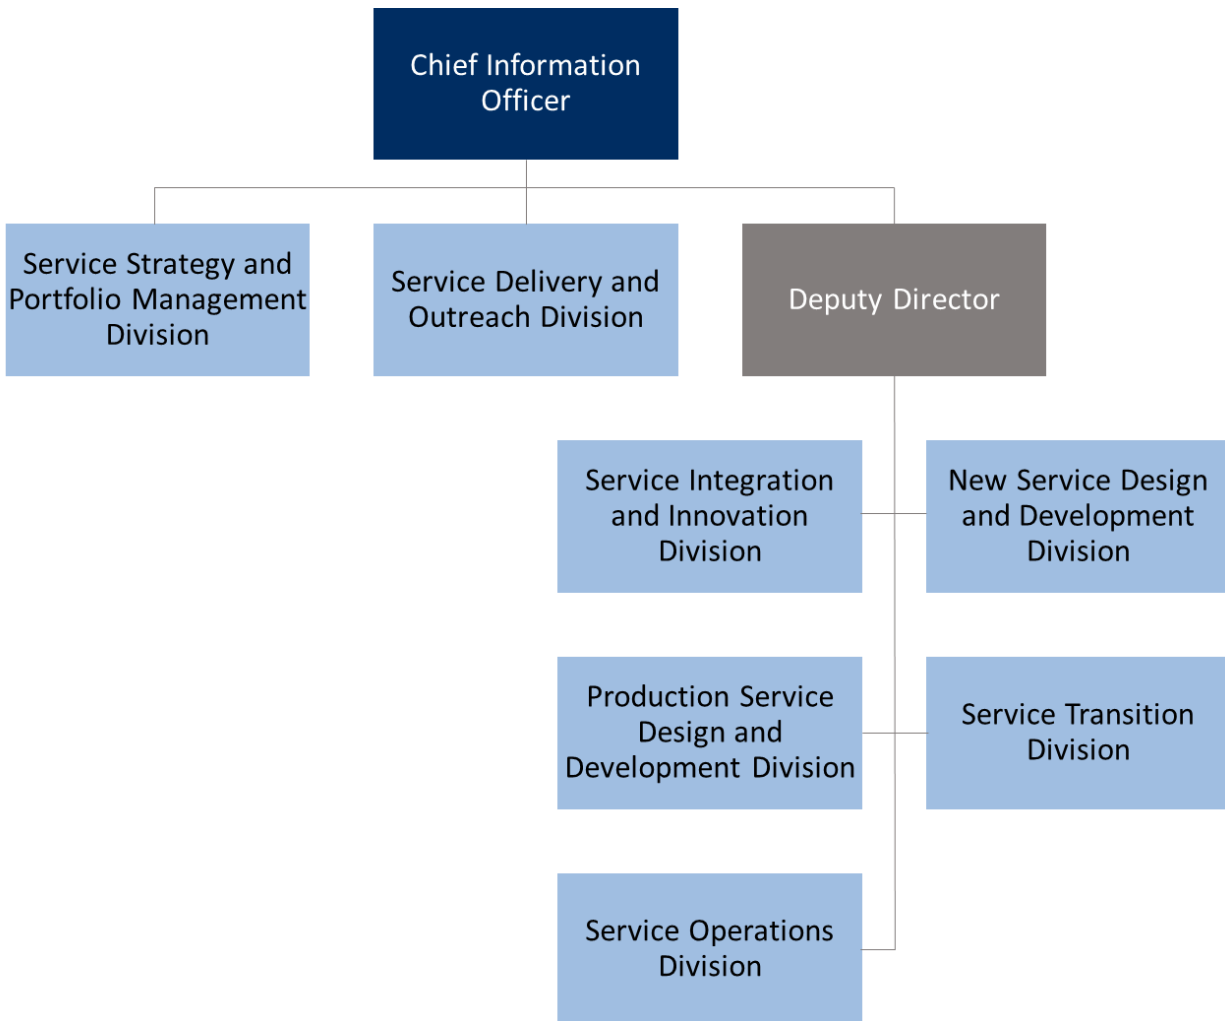 Chief Information
Officer
Service Strategy and
Portfolio Management
Division
Service Delivery and
Outreach Division
Deputy Director
Service Integration
and Innovation
Division
New Service Design
and Development
Division
Production Service
Design and
Development Division
Service Transition
Division
Service Operations
Division